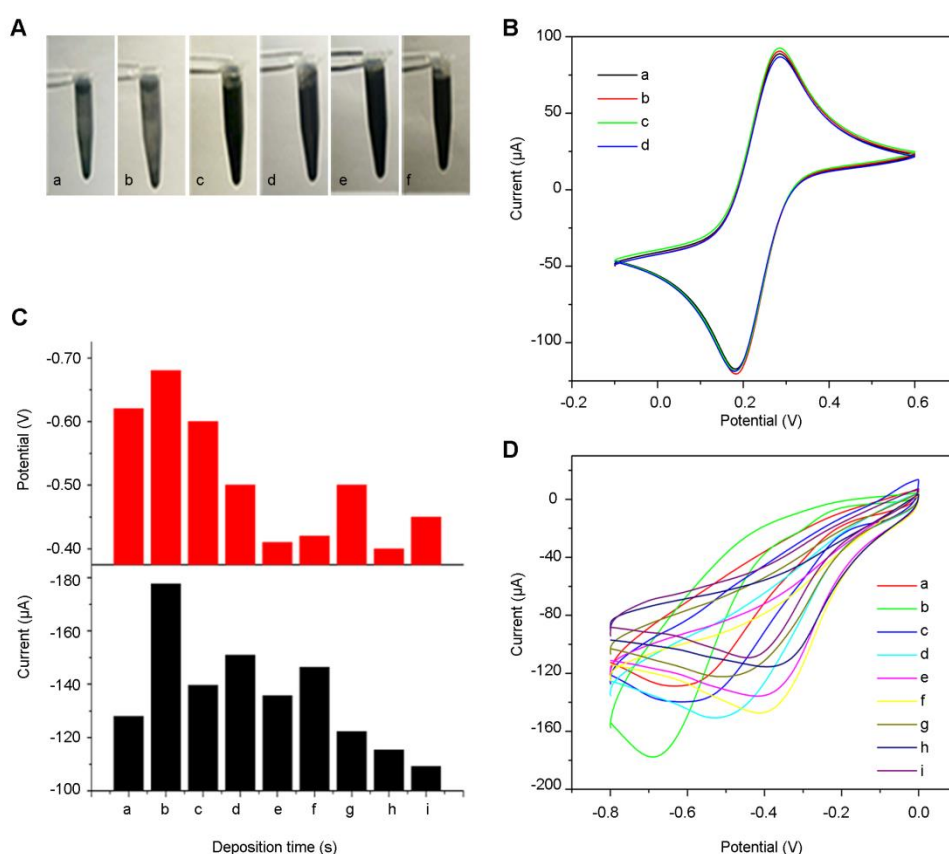 A
a b c d e f
B
100
50
0
-50
-100
-0.2 0.0 0.2 0.4 0.6
Current (μA)
Potential (V)
a
b
c
d
C
-0.70
-0.60
-0.50
-0.40
Potential (V)
-180
-160
-140
-120
-100
Current (μA)
a b c d e f g h i
Deposition time (s)
D
0
-40
-80
-120
-160
-200
-0.8 -0.6 -0.4 -0.2 0.0
Current (μA)
Potential (V)
a
b
c
d
e
f
g
h
i